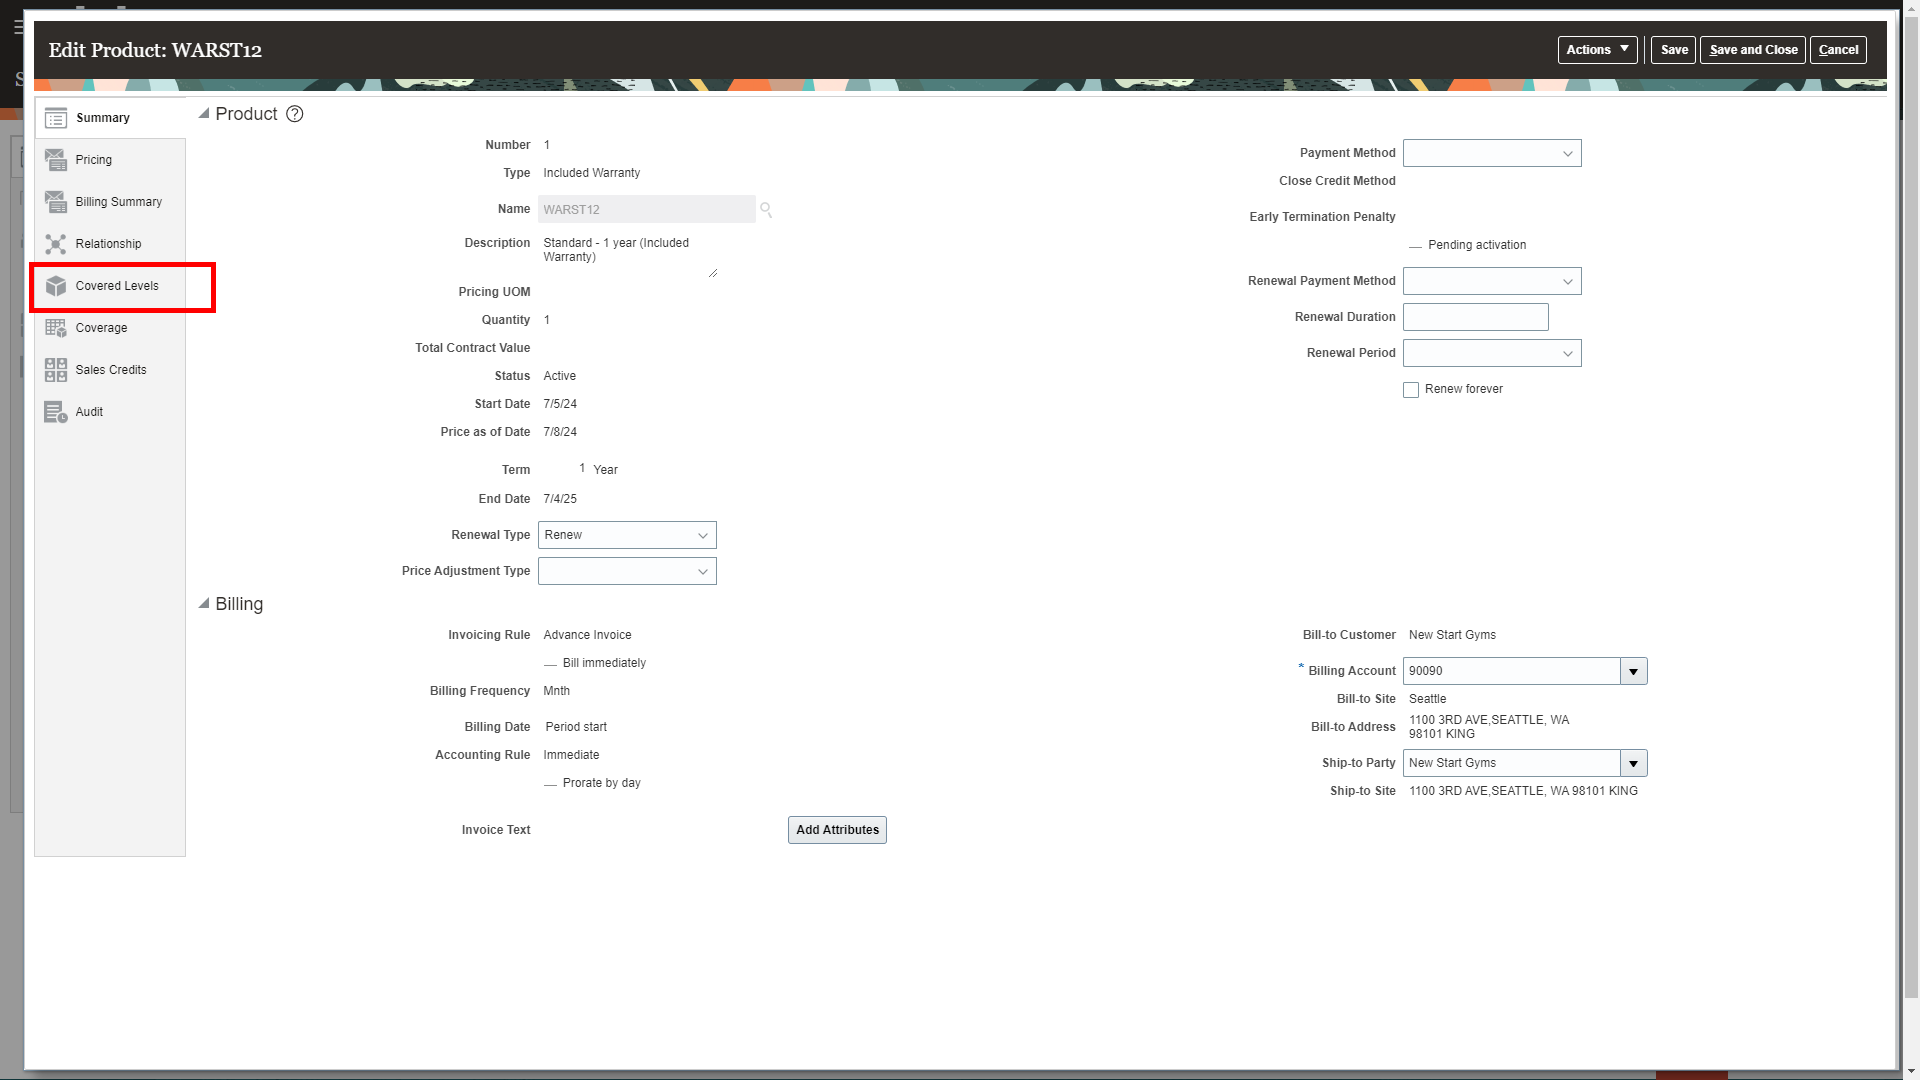 Edit Product: WARST12
Actions
Save
Save and Close
Cancel
Summary
Pricing
Billing Summary
Relationship
Covered Levels
Coverage
Sales Credits
Audit
Product ?
Number 1
Type Included Warranty
Name WARST12
Description Standard - 1 year (Included
Warranty)
Pricing UOM
Quantity 1
Total Contract Value
Status Active
Start Date 7/5/24
Price as of Date 7/8/24
Term 1 Year
End Date 7/4/25
Renewal Type Renew
Price Adjustment Type
Payment Method
Close Credit Method
Early Termination Penalty
Pending activation
Renewal Payment Method
Renewal Duration
Renewal Period
Renew forever
Billing
Invoicing Rule Advance Invoice
Bill immediately
Billing Frequency Mnth
Billing Date Period start
Accounting Rule Immediate
Prorate by day
Invoice Text
Add Attributes
Bill-to Customer New Start Gyms
* Billing Account 90090
Bill-to Site Seattle
Bill-to Address 1100 3RD AVE,SEATTLE, WA
98101 KING
Ship-to Party New Start Gyms
Ship-to Site 1100 3RD AVE,SEATTLE, WA 98101 KING